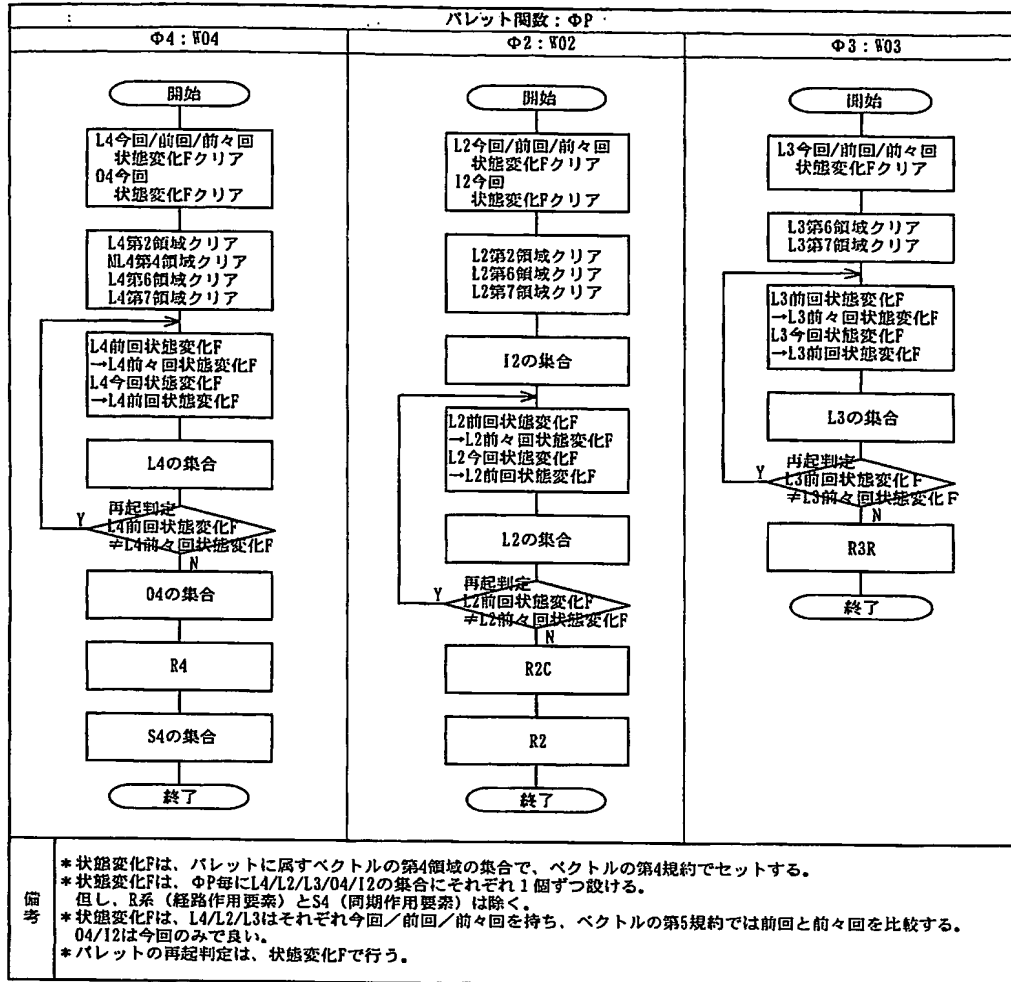 パレット関数：ΦP
Φ4：W04
開始
L4今回/前回/前々回
状態変化Fクリア
O4今回
状態変化Fクリア
L4第2領域クリア
NL4第4領域クリア
L4第6領域クリア
L4第7領域クリア
L4前回状態変化F
→L4前々回状態変化F
L4今回状態変化F
→L4前回状態変化F
L4の集合
再起判定
L4前回状態変化F
≠L4前々回状態変化F
Y
N
O4の集合
R4
S4の集合
終了
Φ2：W02
開始
L2今回/前回/前々回
状態変化Fクリア
I2今回
状態変化Fクリア
L2第2領域クリア
L2第6領域クリア
L2第7領域クリア
I2の集合
L2前回状態変化F
→L2前々回状態変化F
L2今回状態変化F
→L2前回状態変化F
L2の集合
再起判定
L2前回状態変化F
≠L2前々回状態変化F
Y
N
R2C
R2
終了
Φ3：W03
開始
L3今回/前回/前々回
状態変化Fクリア
L3第6領域クリア
L3第7領域クリア
L3前回状態変化F
→L3前々回状態変化F
L3今回状態変化F
→L3前回状態変化F
L3の集合
再起判定
L3前回状態変化F
≠L3前々回状態変化F
Y
N
R3R
終了
備考
＊状態変化Fは、パレットに属すベクトルの第4領域の集合で、ベクトルの第4規約でセットする。
＊状態変化Fは、ΦP毎にL4/L2/L3/O4/I2の集合にそれぞれ1個ずつ設ける。
但し、R系（経路作用要素）とS4（同期作用要素）は除く。
＊状態変化Fは、L4/L2/L3はそれぞれ今回／前回／前々回を持ち、ベクトルの第5規約では前回と前々回を比較する。
O4/I2は今回のみで良い。
＊パレットの再起判定は、状態変化Fで行う。